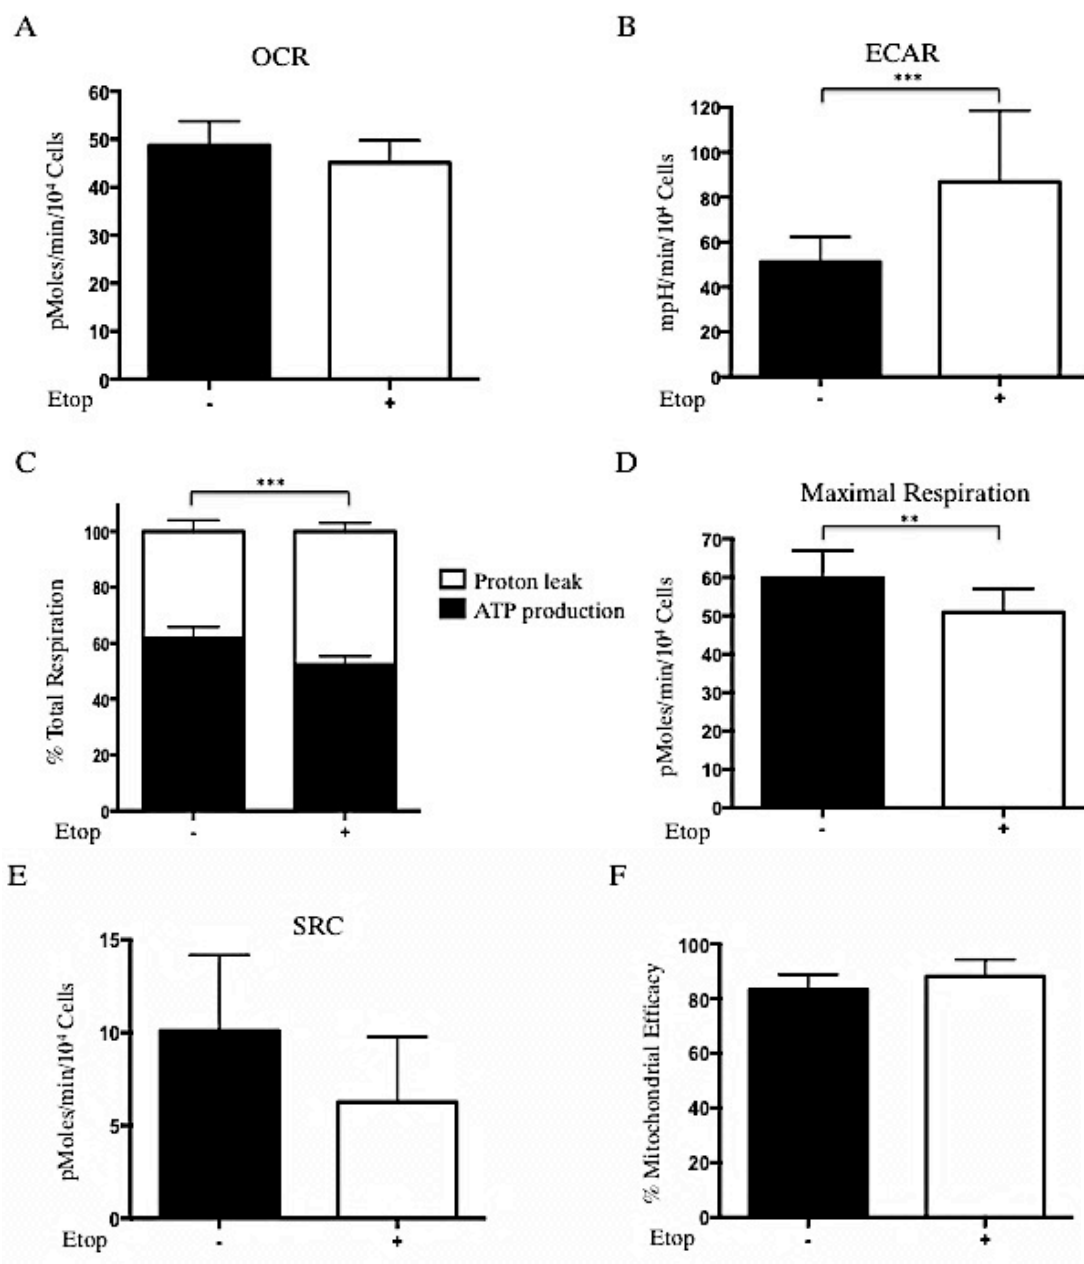 A
OCR
pMoles/min/10⁴ Cells
60
50
40
30
20
10
0
Etop
-
+
B
ECAR
***
mpH/min/10⁴ Cells
120
100
80
60
40
20
0
Etop
-
+
C
***
% Total Respiration
100
80
60
40
20
0
Etop
-
+
Proton leak
ATP production
D
Maximal Respiration
**
pMoles/min/10⁴ Cells
70
60
50
40
30
20
10
0
Etop
-
+
E
SRC
pMoles/min/10⁴ Cells
15
10
5
0
Etop
-
+
F
% Mitochondrial Efficacy
100
80
60
40
20
0
Etop
-
+